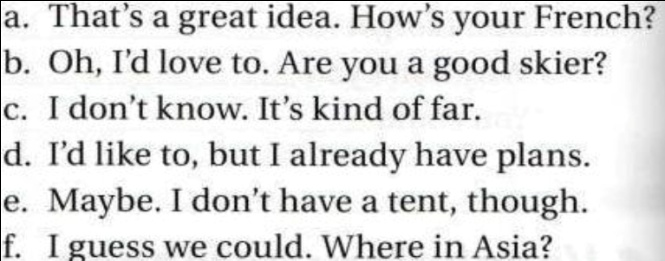 a. That's a great idea. How's your French?
b. Oh, I'd love to. Are you a good skier?
c. I don't know. It's kind of far.
d. I'd like to, but I already have plans.
e. Maybe. I don't have a tent, though.
f. I guess we could. Where in Asia?